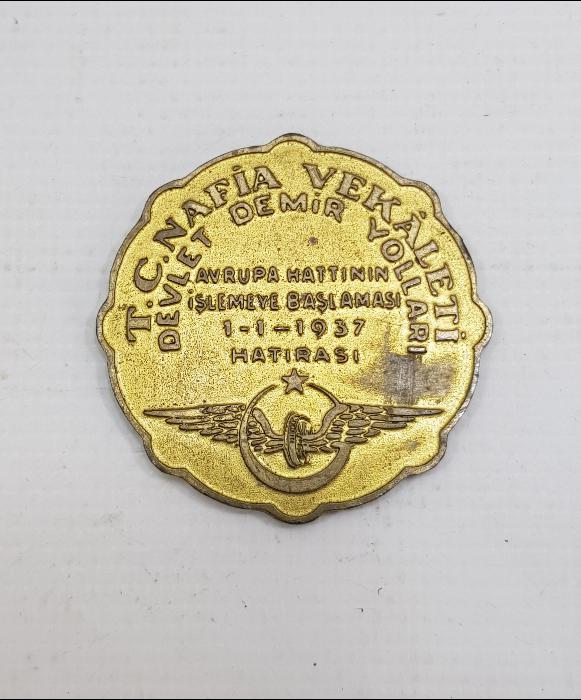 T.C. NAFİA VEKÂLETİ
DEVLET DEMİR YOLLARI
AVRUPA HATTININ
İŞLEMEYE BAŞLAMASI
1-1-1937
HATIRASI